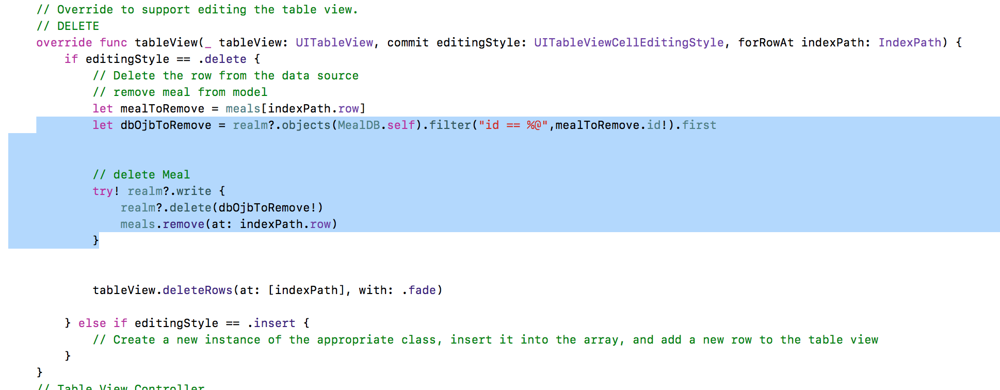 // Override to support editing the table view.
// DELETE
override func tableView(_ tableView: UITableView, commit editingStyle: UITableViewCellEditingStyle, forRowAt indexPath: IndexPath) {
if editingStyle == .delete {
// Delete the row from the data source
// remove meal from model
let mealToRemove = meals[indexPath.row]
let dbOjbToRemove = realm?.objects(MealDB.self).filter("id == %@",mealToRemove.id!).first
// delete Meal
try! realm?.write {
realm?.delete(dbOjbToRemove!)
meals.remove(at: indexPath.row)
}
tableView.deleteRows(at: [indexPath], with: .fade)
} else if editingStyle == .insert {
// Create a new instance of the appropriate class, insert it into the array, and add a new row to the table view
}
}
// Table View Controller